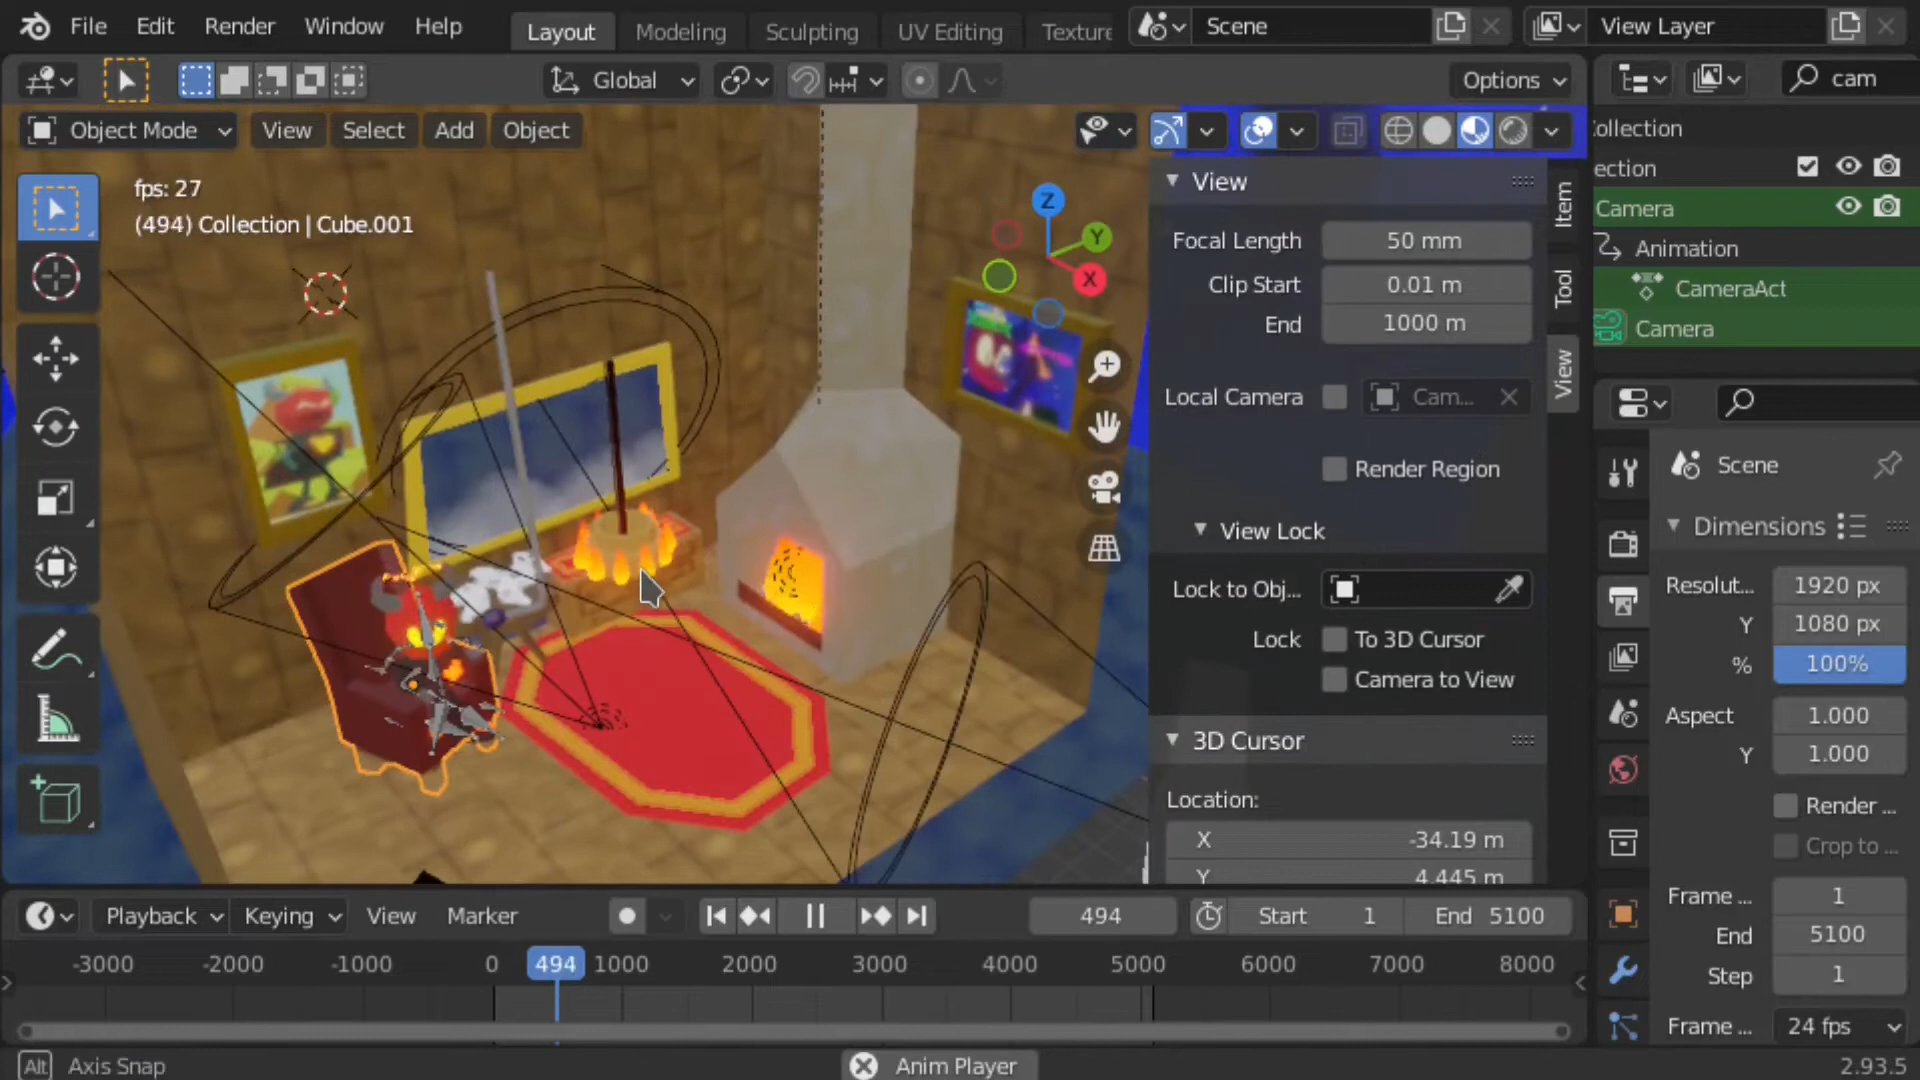 File Edit Render Window Help Layout Modeling Sculpting UV Editing Texture Scene View Layer
Global Options cam
Object Mode View Select Add Object
fps: 27
(494) Collection | Cube.001
Z
Y
X
View
Focal Length 50 mm
Clip Start 0.01 m
End 1000 m
Local Camera Cam...
Render Region
View Lock
Lock to Obj...
Lock To 3D Cursor
Camera to View
3D Cursor
Location:
X -34.19 m
Y 4.445 m
Item
Tool
View
ollection
ection
Camera
Animation
CameraAct
Camera
Scene
Dimensions
Resolut... 1920 px
Y 1080 px
% 100%
Aspect 1.000
Y 1.000
Render ...
Crop to ...
Frame ... 1
End 5100
Step 1
Frame ... 24 fps
Playback Keying View Marker 494 Start 1 End 5100
-3000 -2000 -1000 0 494 1000 2000 3000 4000 5000 6000 7000 8000
Alt Axis Snap Anim Player 2.93.5